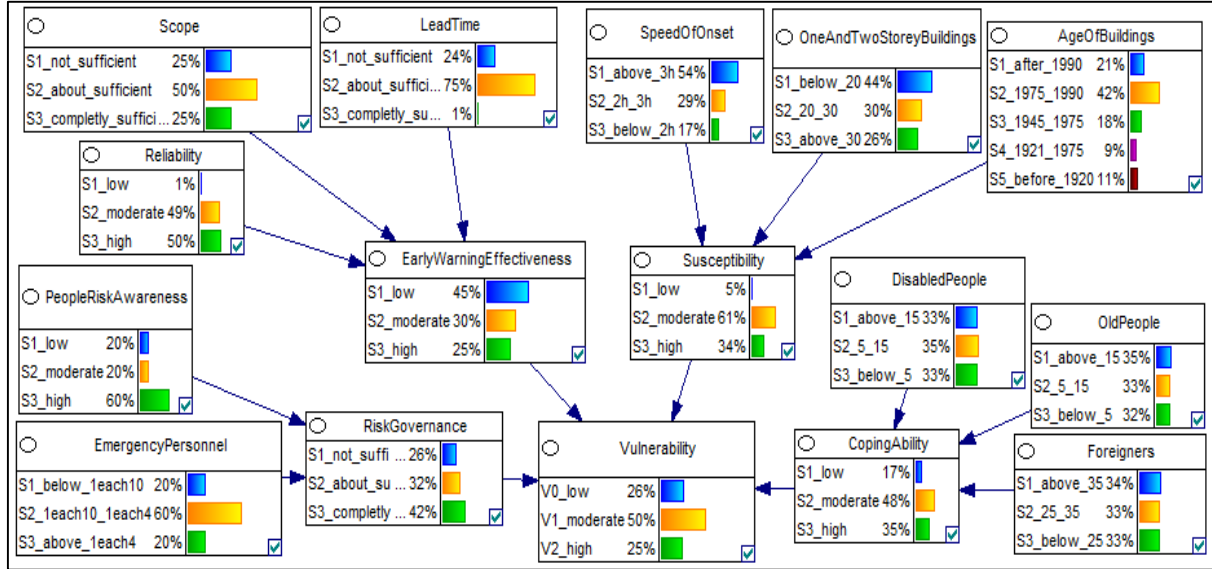 Scope
S1_not_sufficient 25%
S2_about_sufficient 50%
S3_completly_suffici... 25%
LeadTime
S1_not_sufficient 24%
S2_about_suffici... 75%
S3_completly_su... 1%
SpeedOfOnset
S1_above_3h 54%
S2_2h_3h 29%
S3_below_2h 17%
OneAndTwoStoreyBuildings
S1_below_20 44%
S2_20_30 30%
S3_above_30 26%
AgeOfBuildings
S1_after_1990 21%
S2_1975_1990 42%
S3_1945_1975 18%
S4_1921_1975 9%
S5_before_1920 11%
Reliability
S1_low 1%
S2_moderate 49%
S3_high 50%
EarlyWarningEffectiveness
S1_low 45%
S2_moderate 30%
S3_high 25%
Susceptibility
S1_low 5%
S2_moderate 61%
S3_high 34%
DisabledPeople
S1_above_15 33%
S2_5_15 35%
S3_below_5 33%
PeopleRiskAwareness
S1_low 20%
S2_moderate 20%
S3_high 60%
OldPeople
S1_above_15 35%
S2_5_15 33%
S3_below_5 32%
EmergencyPersonnel
S1_below_1each10 20%
S2_1each10_1each4 60%
S3_above_1each4 20%
RiskGovernance
S1_not_suffi ... 26%
S2_about_su ... 32%
S3_completly ... 42%
Vulnerability
V0_low 26%
V1_moderate 50%
V2_high 25%
CopingAbility
S1_low 17%
S2_moderate 48%
S3_high 35%
Foreigners
S1_above_35 34%
S2_25_35 33%
S3_below_25 33%